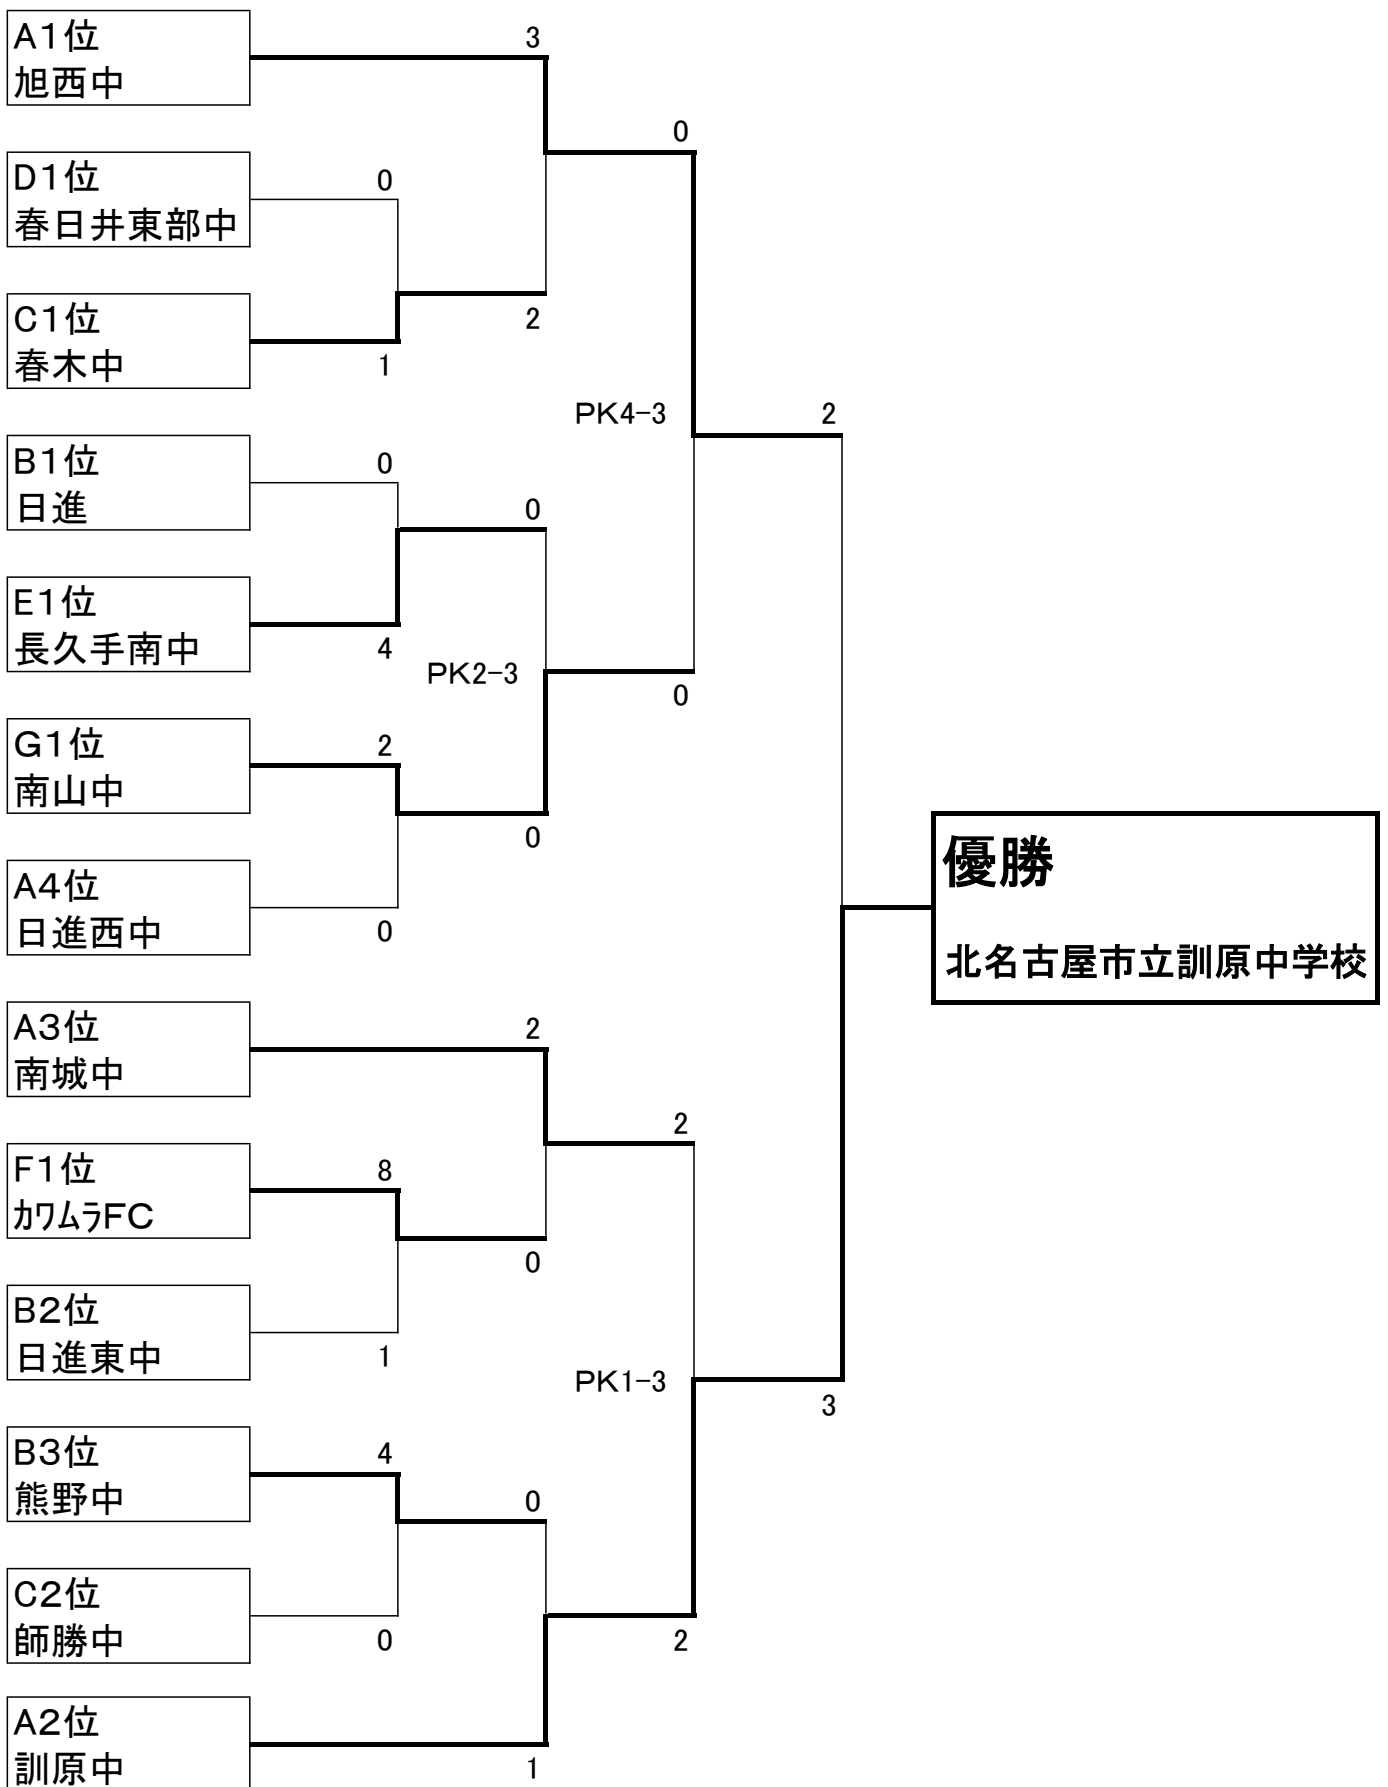 A1位
旭西中
3
0
D1位
春日井東部中
0
C1位
春木中
2
1
PK4-3
2
B1位
日進
0
0
E1位
長久手南中
4
PK2-3
0
G1位
南山中
2
0
A4位
日進西中
0
優勝
北名古屋市立訓原中学校
A3位
南城中
2
2
F1位
ｶﾜﾑﾗFC
8
0
B2位
日進東中
1
PK1-3
3
B3位
熊野中
4
0
C2位
師勝中
0
2
A2位
訓原中
1